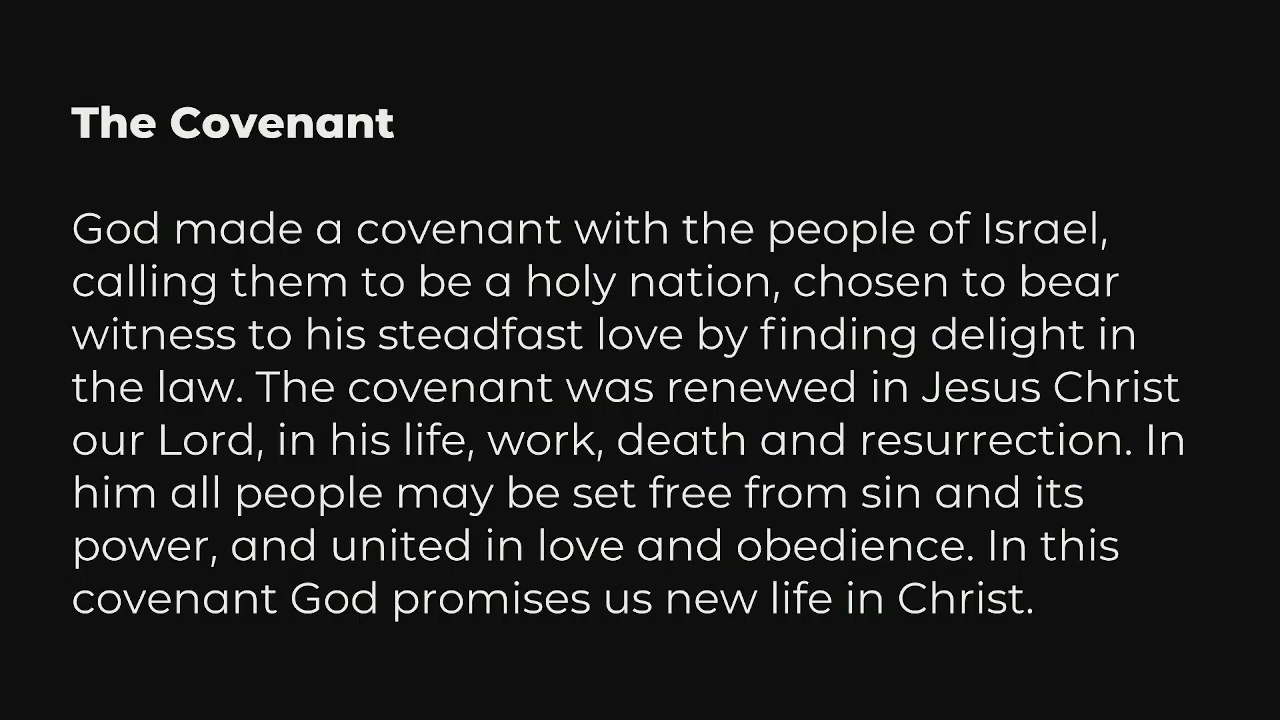 The Covenant
God made a covenant with the people of Israel,
calling them to be a holy nation, chosen to bear
witness to his steadfast love by finding delight in
the law. The covenant was renewed in Jesus Christ
our Lord, in his life, work, death and resurrection. In
him all people may be set free from sin and its
power, and united in love and obedience. In this
covenant God promises us new life in Christ.